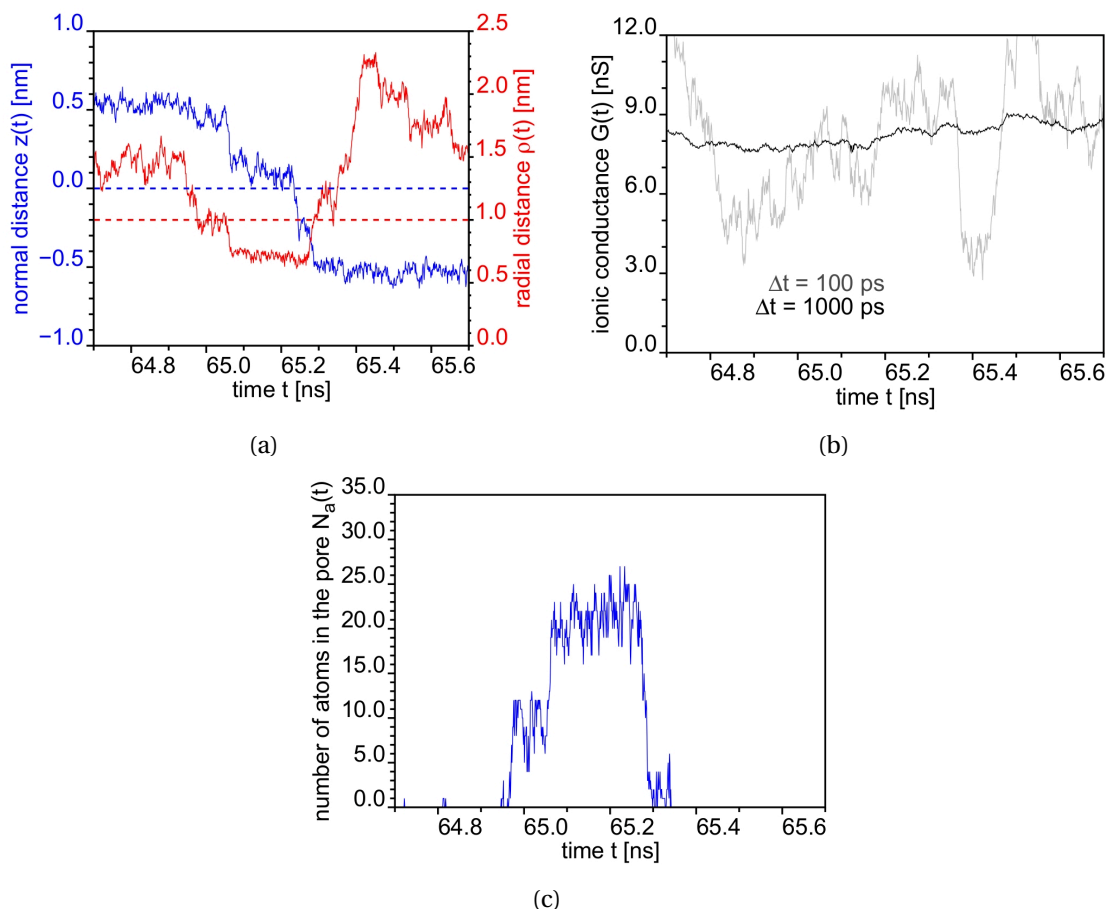 1.0
0.5
0.0
−0.5
−1.0
normal distance z(t) [nm]
2.5
2.0
1.5
1.0
0.5
0.0
radial distance ρ(t) [nm]
64.8 65.0 65.2 65.4 65.6
time t [ns]
(a)
12.0
9.0
6.0
3.0
0.0
ionic conductance G(t) [nS]
Δt = 100 ps
Δt = 1000 ps
64.8 65.0 65.2 65.4 65.6
time t [ns]
(b)
35.0
30.0
25.0
20.0
15.0
10.0
5.0
0.0
number of atoms in the pore Nₐ(t)
64.8 65.0 65.2 65.4 65.6
time t [ns]
(c)